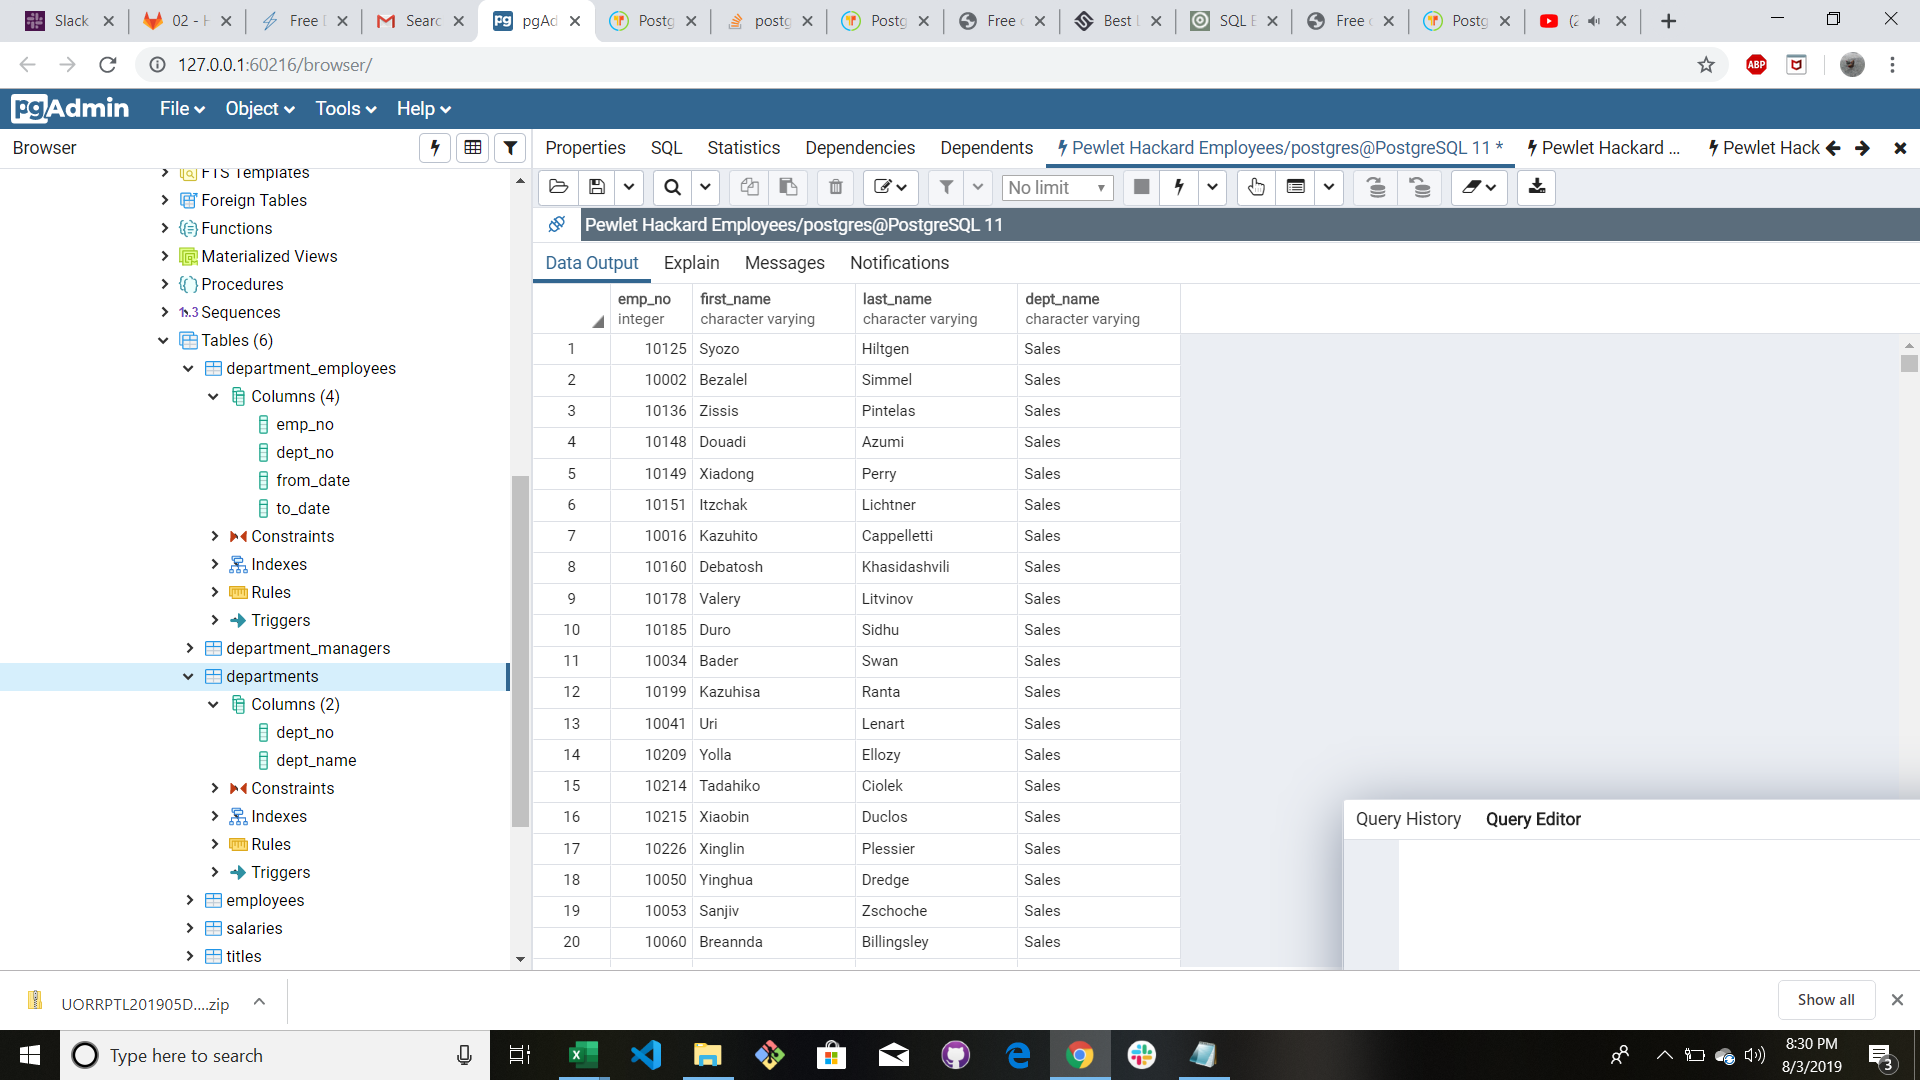 Slack
02 - H
Free D
Searc
pgAd
Postg
postg
Postg
Free
Best
SQL E
Free
Postg
(2
127.0.0.1:60216/browser/
ABP
pgAdmin File Object Tools Help
Browser
Properties SQL Statistics Dependencies Dependents Pewlet Hackard Employees/postgres@PostgreSQL 11 * Pewlet Hackard ... Pewlet Hack
No limit
Pewlet Hackard Employees/postgres@PostgreSQL 11
Data Output Explain Messages Notifications
FTS Templates
Foreign Tables
Functions
Materialized Views
Procedures
1..3 Sequences
Tables (6)
department_employees
Columns (4)
emp_no
dept_no
from_date
to_date
Constraints
Indexes
Rules
Triggers
department_managers
departments
Columns (2)
dept_no
dept_name
Constraints
Indexes
Rules
Triggers
employees
salaries
titles
emp_no first_name last_name dept_name
integer character varying character varying character varying
1 10125 Syozo Hiltgen Sales
2 10002 Bezalel Simmel Sales
3 10136 Zissis Pintelas Sales
4 10148 Douadi Azumi Sales
5 10149 Xiadong Perry Sales
6 10151 Itzchak Lichtner Sales
7 10016 Kazuhito Cappelletti Sales
8 10160 Debatosh Khasidashvili Sales
9 10178 Valery Litvinov Sales
10 10185 Duro Sidhu Sales
11 10034 Bader Swan Sales
12 10199 Kazuhisa Ranta Sales
13 10041 Uri Lenart Sales
14 10209 Yolla Ellozy Sales
15 10214 Tadahiko Ciolek Sales
16 10215 Xiaobin Duclos Sales
17 10226 Xinglin Plessier Sales
18 10050 Yinghua Dredge Sales
19 10053 Sanjiv Zschoche Sales
20 10060 Breannda Billingsley Sales
Query History Query Editor
UORRPTL201905D....zip
Show all
Type here to search
8:30 PM
8/3/2019
3